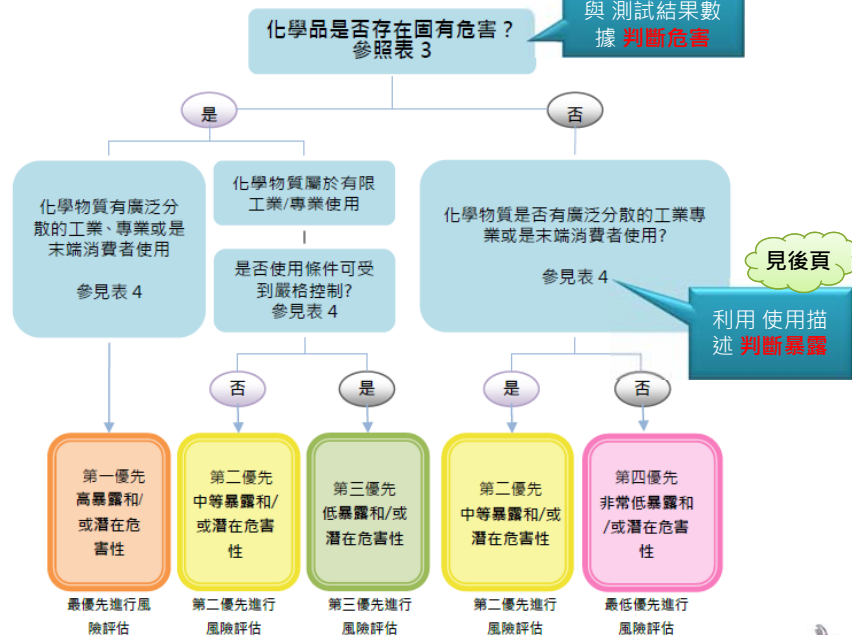 化學品是否存在固有危害？
參照表 3
與 測試結果數
據 判斷危害
是
否
化學物質有廣泛分
散的工業、專業或是
末端消費者使用
參見表 4
化學物質屬於有限
工業/專業使用
是否使用條件可受
到嚴格控制?
參見表 4
化學物質是否有廣泛分散的工業專
業或是末端消費者使用?
參見表 4
見後頁
利用 使用描
述 判斷暴露
否
是
是
否
第一優先
高暴露和/
或潛在危
害性
第二優先
中等暴露和/
或潛在危害
性
第三優先
低暴露和/或
潛在危害性
第二優先
中等暴露和/或
潛在危害性
第四優先
非常低暴露和
/或潛在危害
性
最優先進行風
險評估
第二優先進行
風險評估
第三優先進行
風險評估
第二優先進行
風險評估
最低優先進行
風險評估